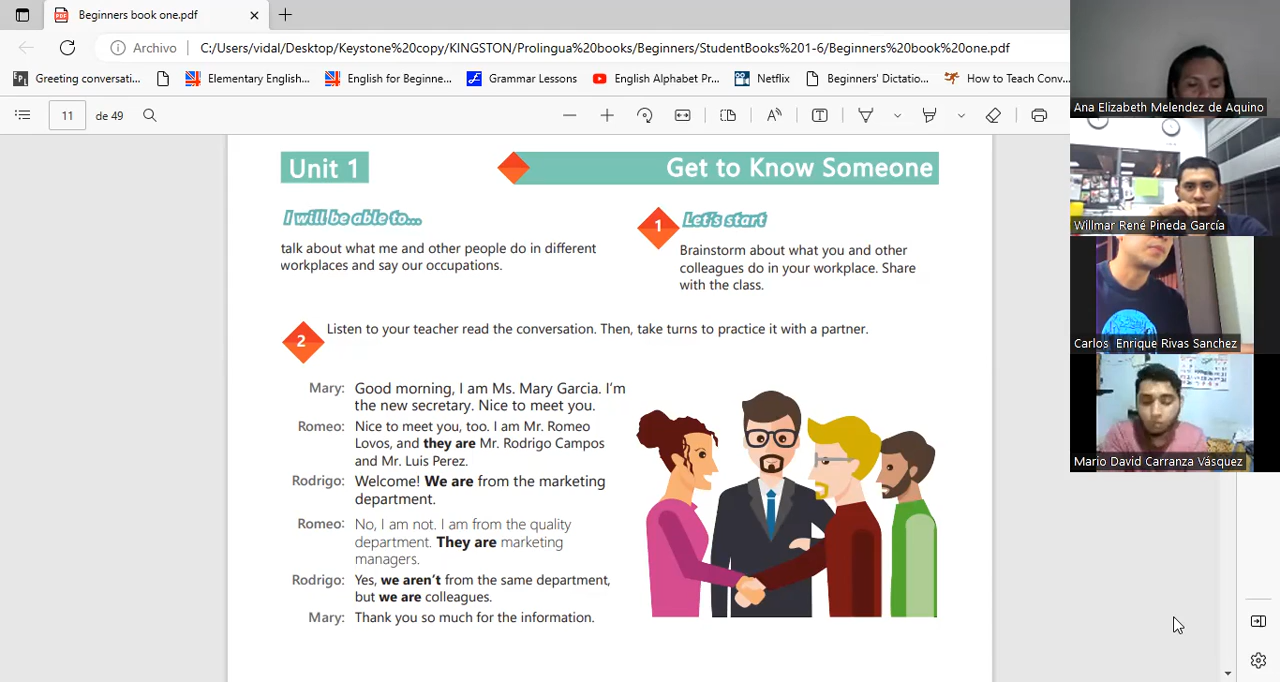 Beginners book one.pdf
Archivo
C:/Users/vidal/Desktop/Keystone%20copy/KINGSTON/Prolingua%20books/Beginners/StudentBooks%201-6/Beginners%20book%20one.pdf
Greeting conversati...
Elementary English...
English for Beginne...
Grammar Lessons
English Alphabet Pr...
Netflix
Beginners' Dictatio...
How to Teach Conv...
11 de 49
Unit 1
Get to Know Someone
I will be able to...
talk about what me and other people do in different
workplaces and say our occupations.
1 Let's start
Brainstorm about what you and other
colleagues do in your workplace. Share
with the class.
2 Listen to your teacher read the conversation. Then, take turns to practice it with a partner.
Mary: Good morning, I am Ms. Mary Garcia. I'm
the new secretary. Nice to meet you.
Romeo: Nice to meet you, too. I am Mr. Romeo
Lovos, and they are Mr. Rodrigo Campos
and Mr. Luis Perez.
Rodrigo: Welcome! We are from the marketing
department.
Romeo: No, I am not. I am from the quality
department. They are marketing
managers.
Rodrigo: Yes, we aren't from the same department,
but we are colleagues.
Mary: Thank you so much for the information.
Ana Elizabeth Melendez de Aquino
Willmar René Pineda García
Carlos Enrique Rivas Sanchez
Mario David Carranza Vásquez